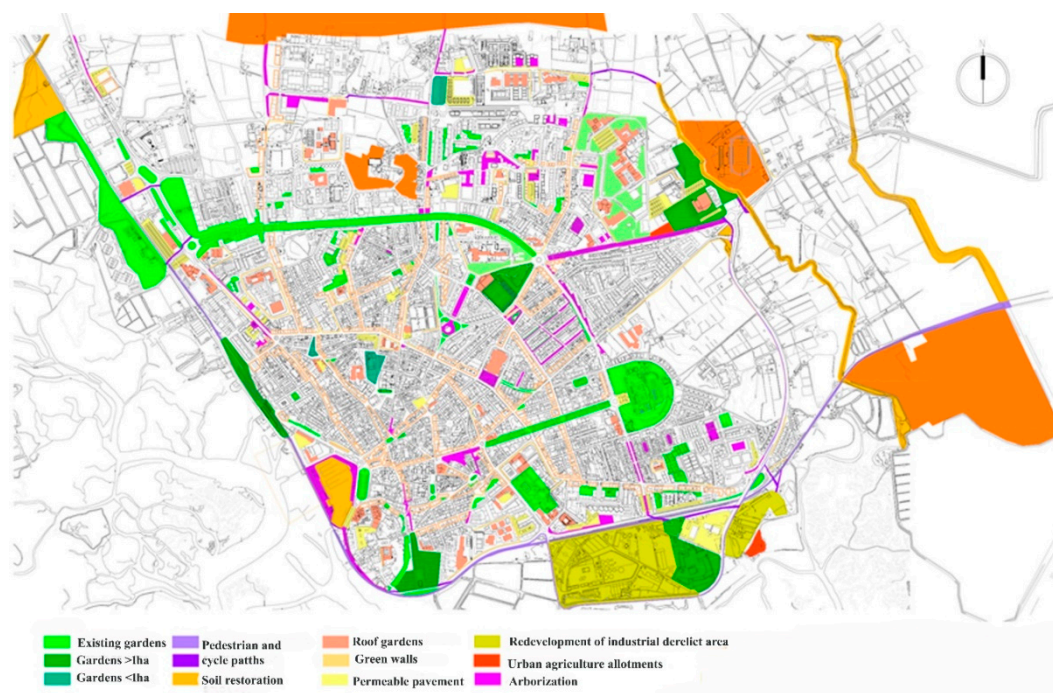 N
Existing gardens
Gardens >1ha
Gardens <1ha
Pedestrian and
cycle patths
Soil restoration
Roof gardens
Green walls
Permeable pavement
Redevelopment of industrial derelict area
Urban agriculture allotments
Arborization